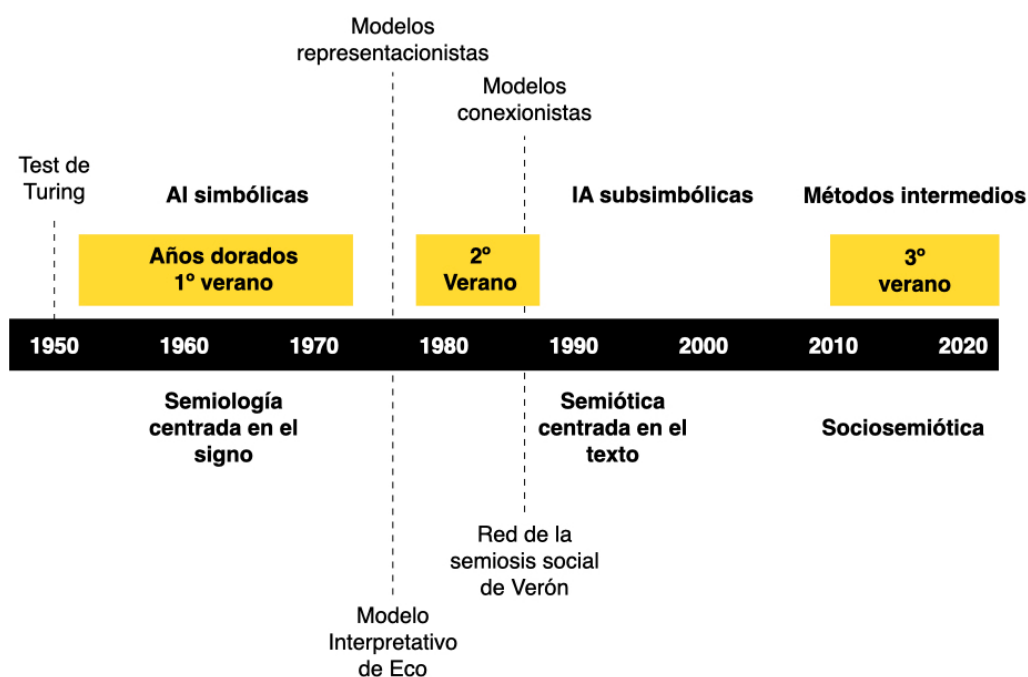 Modelos
representacionistas
Modelos
conexionistas
Test de
Turing
AI simbólicas
IA subsimbólicas
Métodos intermedios
Años dorados
1º verano
2º
Verano
3º
verano
1950 1960 1970 1980 1990 2000 2010 2020
Semiología
centrada en el
signo
Semiótica
centrada en el
texto
Sociosemiótica
Red de la
semiosis social
de Verón
Modelo
Interpretativo
de Eco